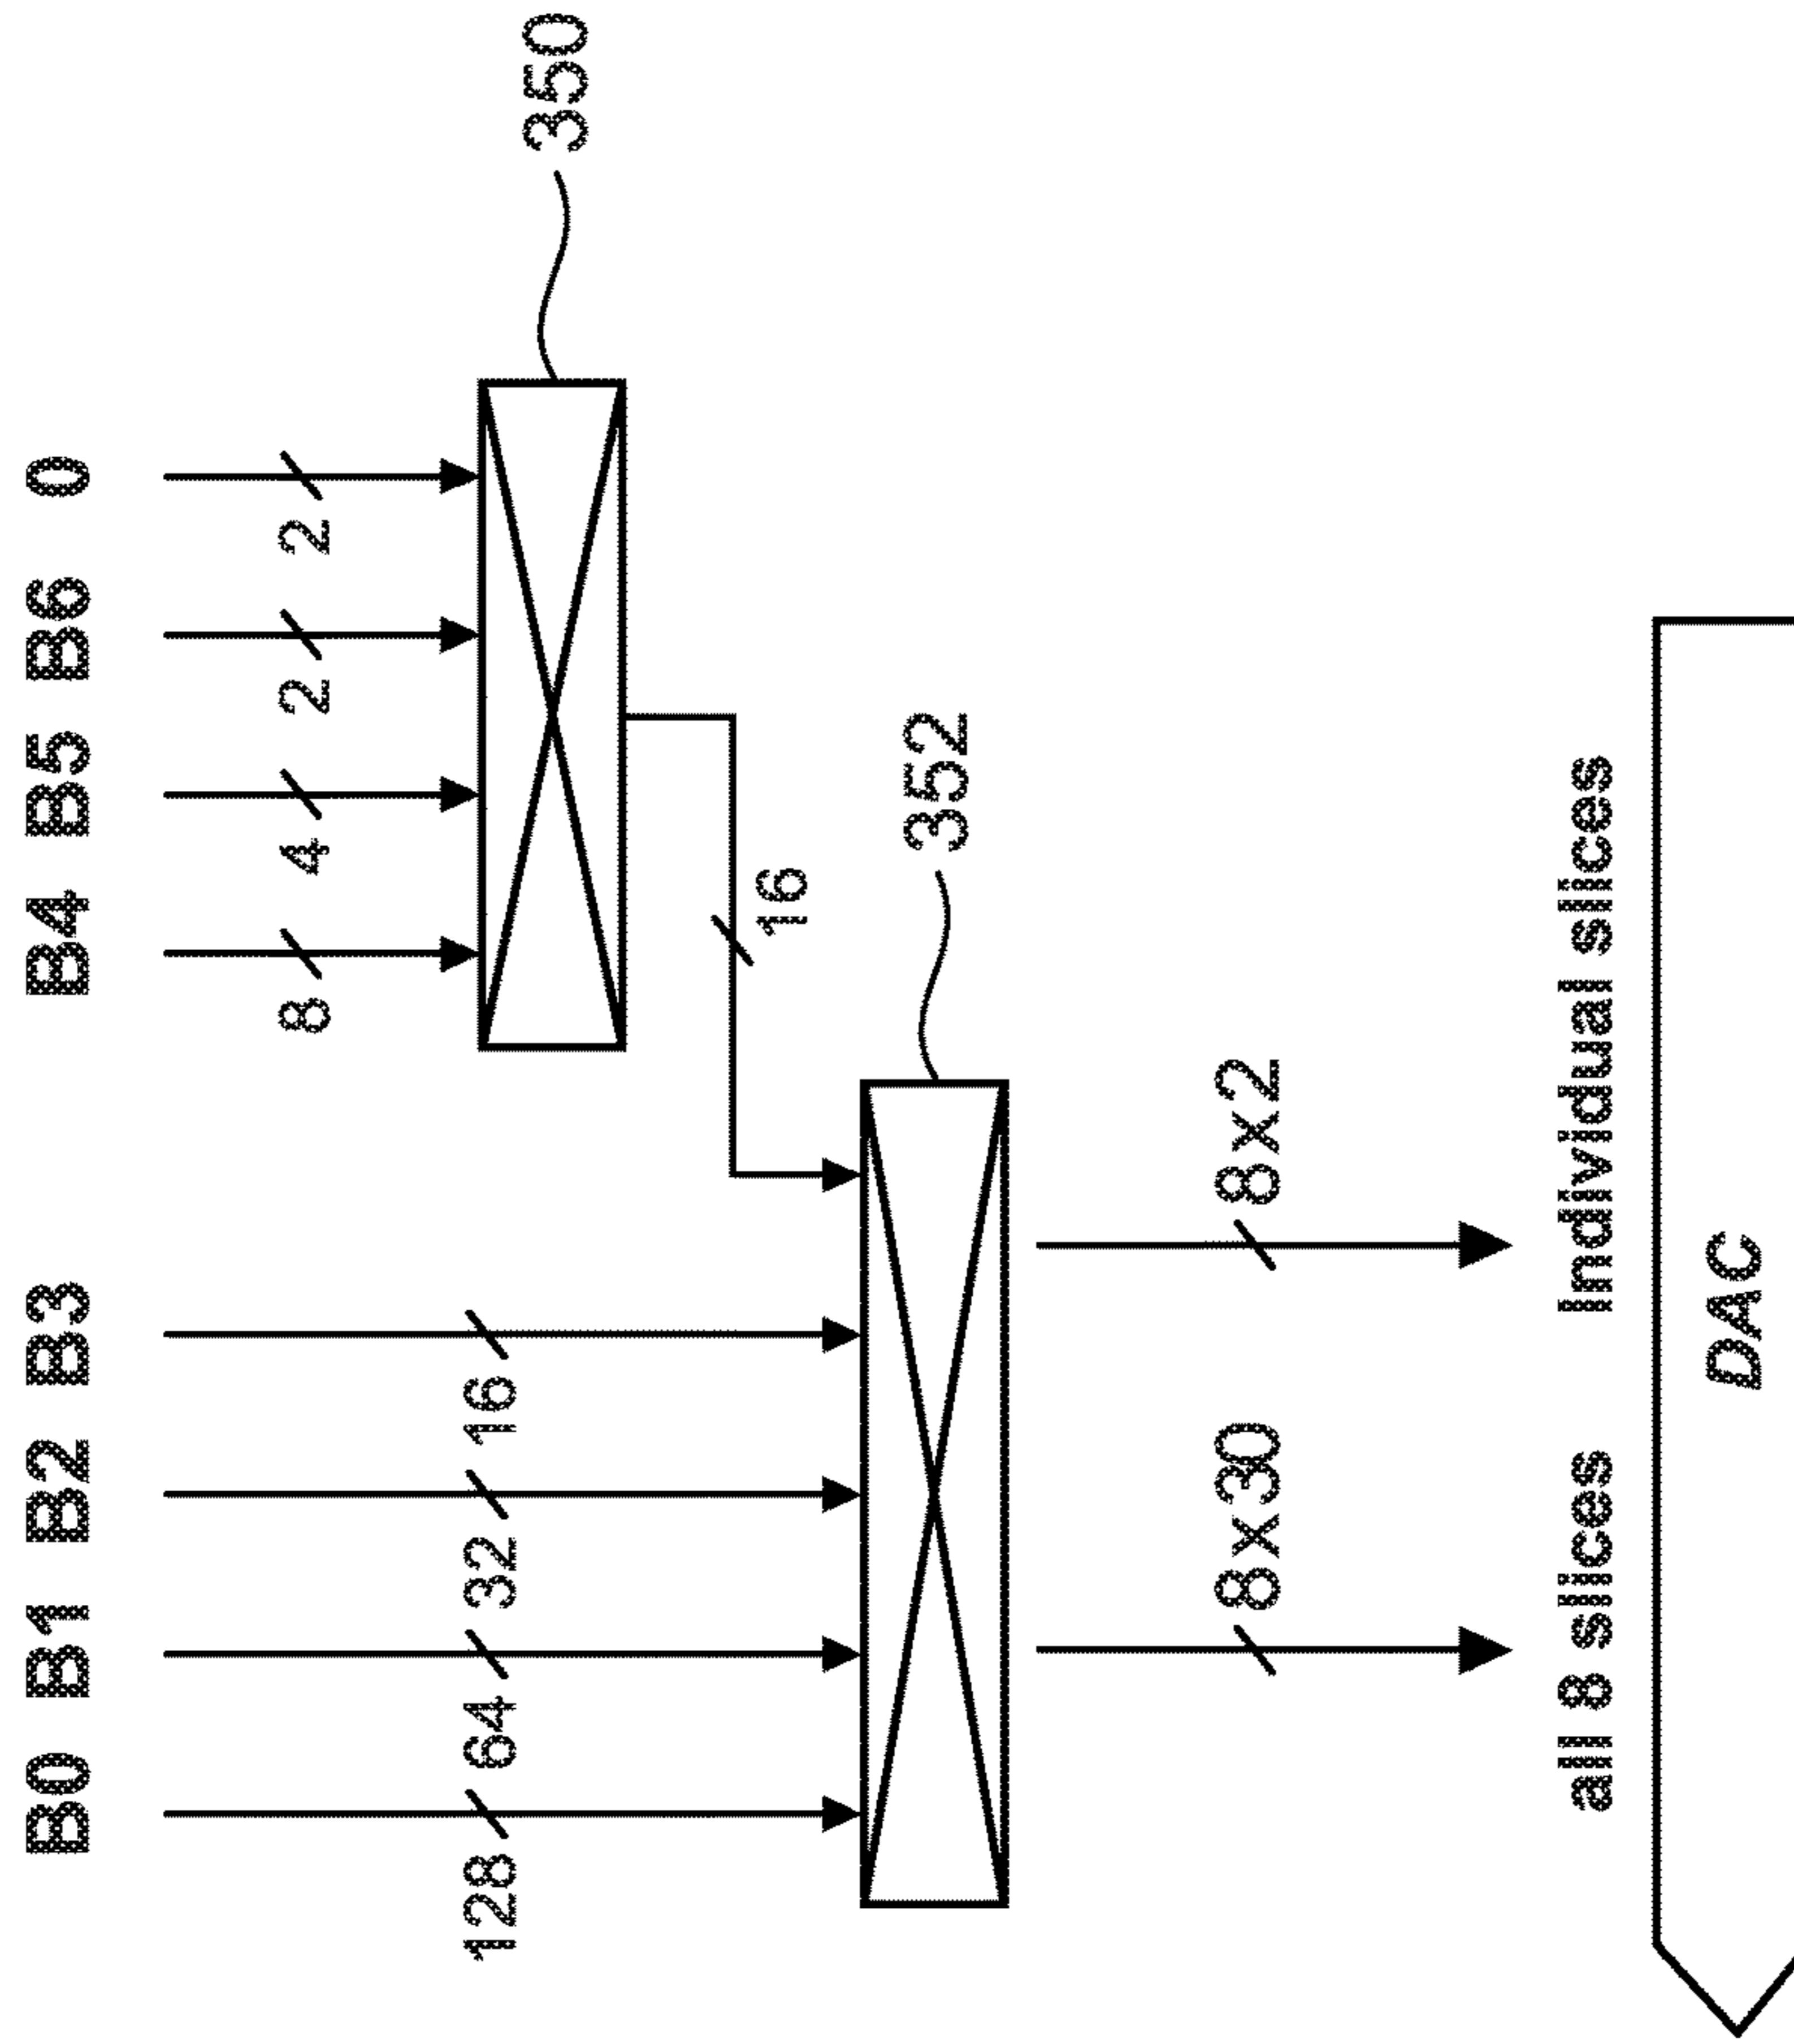 B0 B1 B2 B3 B4 B5 B6 0
8 4 2 2
128 64 32 16
350
16
352
8x30 8x2
all 8 slices Individual slices
DAC